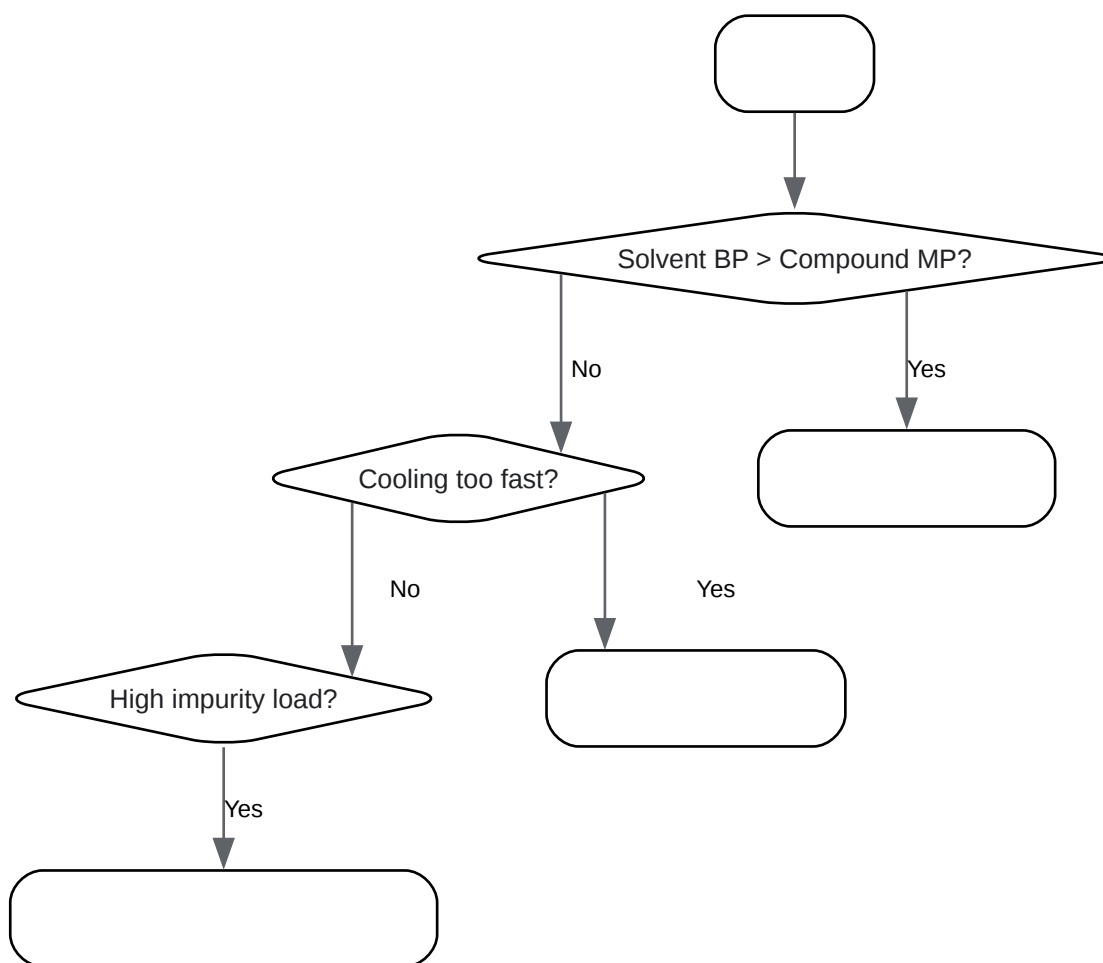 Solvent BP > Compound MP?
No
Yes
Cooling too fast?
No
Yes
High impurity load?
Yes